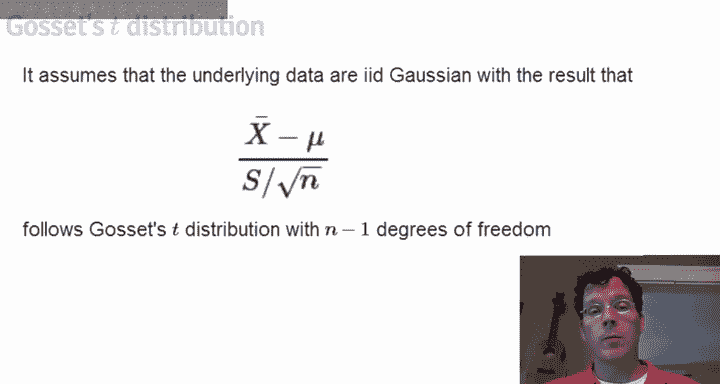 Gosset's t distribution
It assumes that the underlying data are iid Gaussian with the result that
X̄ − μ
S/√n
follows Gosset's t distribution with n − 1 degrees of freedom